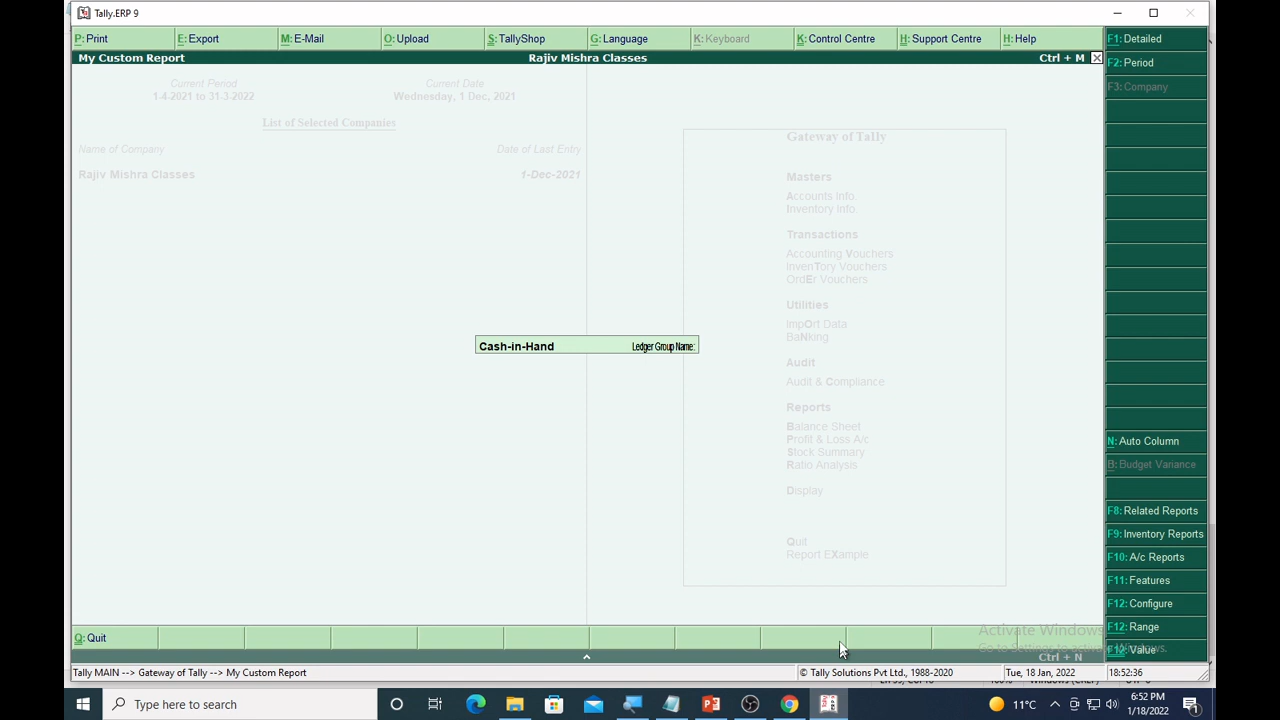 Tally.ERP 9
P: Print E: Export M: E-Mail O: Upload S: TallyShop G: Language K: Keyboard K: Control Centre H: Support Centre H: Help
My Custom Report Rajiv Mishra Classes Ctrl + M
Current Period Current Date
1-4-2021 to 31-3-2022 Wednesday, 1 Dec, 2021
List of Selected Companies
Name of Company Date of Last Entry
Rajiv Mishra Classes 1-Dec-2021
Cash-in-Hand Ledger Group Name:
Gateway of Tally
Masters
Accounts Info.
Inventory Info.
Transactions
Accounting Vouchers
InvenTory Vouchers
OrdEr Vouchers
Utilities
ImpOrt Data
BaNking
Audit
Audit & Compliance
Reports
Balance Sheet
Profit & Loss A/c
Stock Summary
Ratio Analysis
Display
Quit
Report EXample
F1: Detailed
F2: Period
F3: Company
N: Auto Column
B: Budget Variance
F8: Related Reports
F9: Inventory Reports
F10: A/c Reports
F11: Features
F12: Configure
F12: Range
F12: Value
Activate Windows
Go to Settings to activate Windows.
Q: Quit
Ctrl + N
Tally MAIN --> Gateway of Tally --> My Custom Report © Tally Solutions Pvt Ltd., 1988-2020 Tue, 18 Jan, 2022 18:52:36
Type here to search 11°C 6:52 PM
1/18/2022